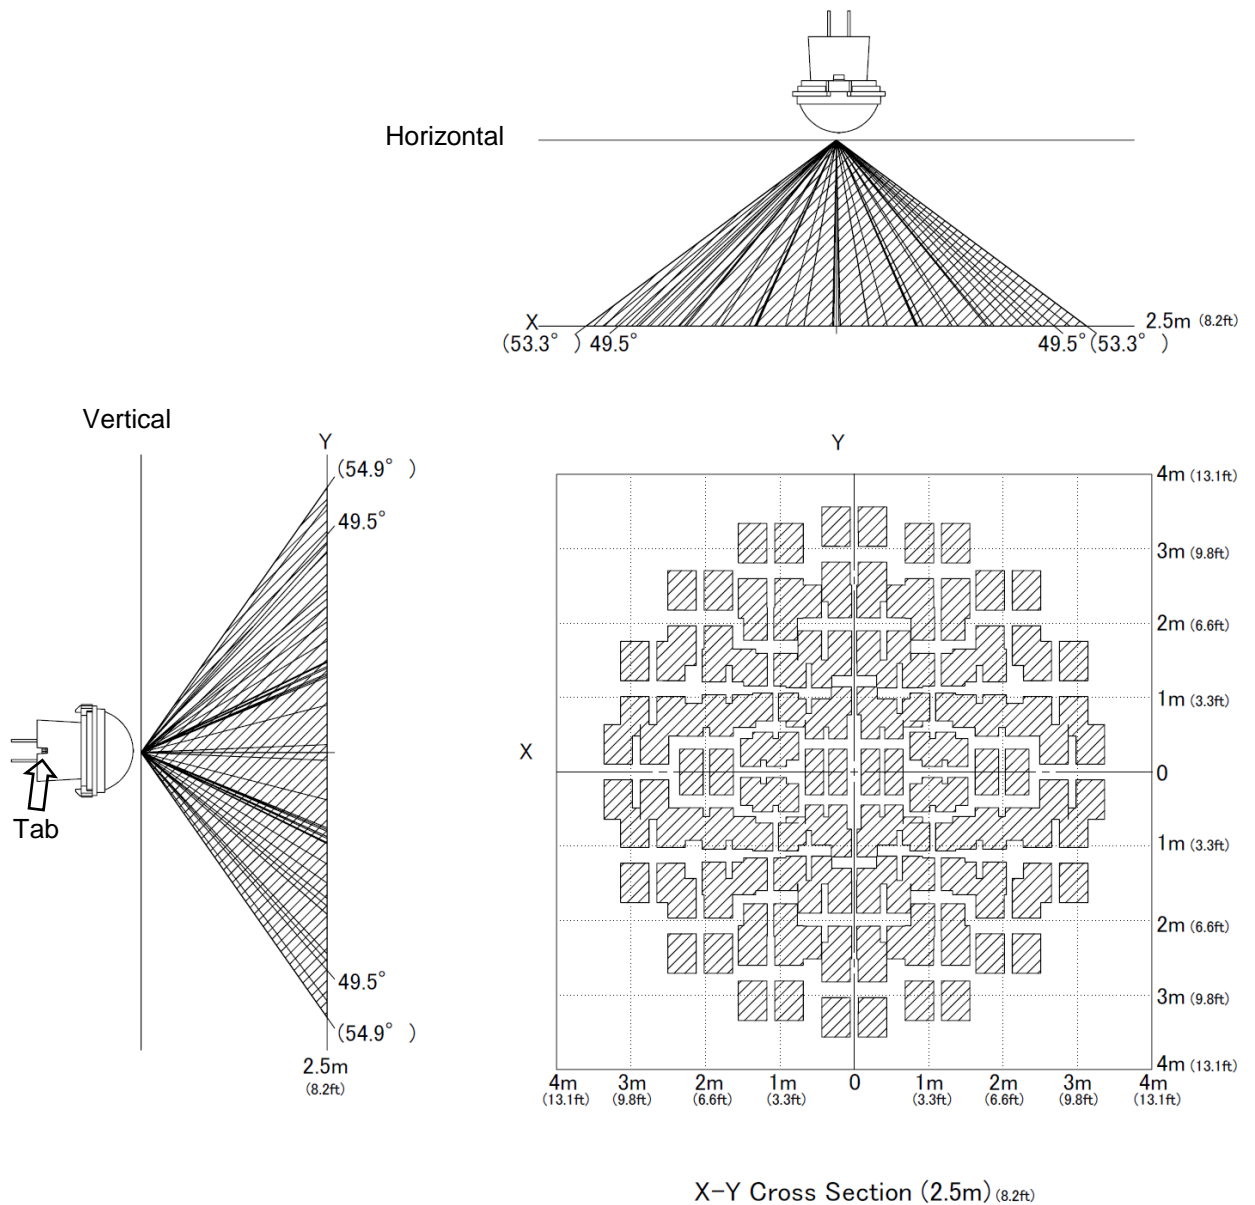 Horizontal
X
2.5m (8.2ft)
(53.3° ) 49.5°
49.5° (53.3° )
Vertical
Y
(54.9° )
49.5°
Tab
49.5°
(54.9° )
2.5m
(8.2ft)
Y
4m (13.1ft)
3m (9.8ft)
2m (6.6ft)
1m (3.3ft)
X
0
1m (3.3ft)
2m (6.6ft)
3m (9.8ft)
4m (13.1ft)
4m 3m 2m 1m 0 1m 2m 3m 4m
(13.1ft) (9.8ft) (6.6ft) (3.3ft) (3.3ft) (6.6ft) (9.8ft) (13.1ft)
X-Y Cross Section (2.5m) (8.2ft)